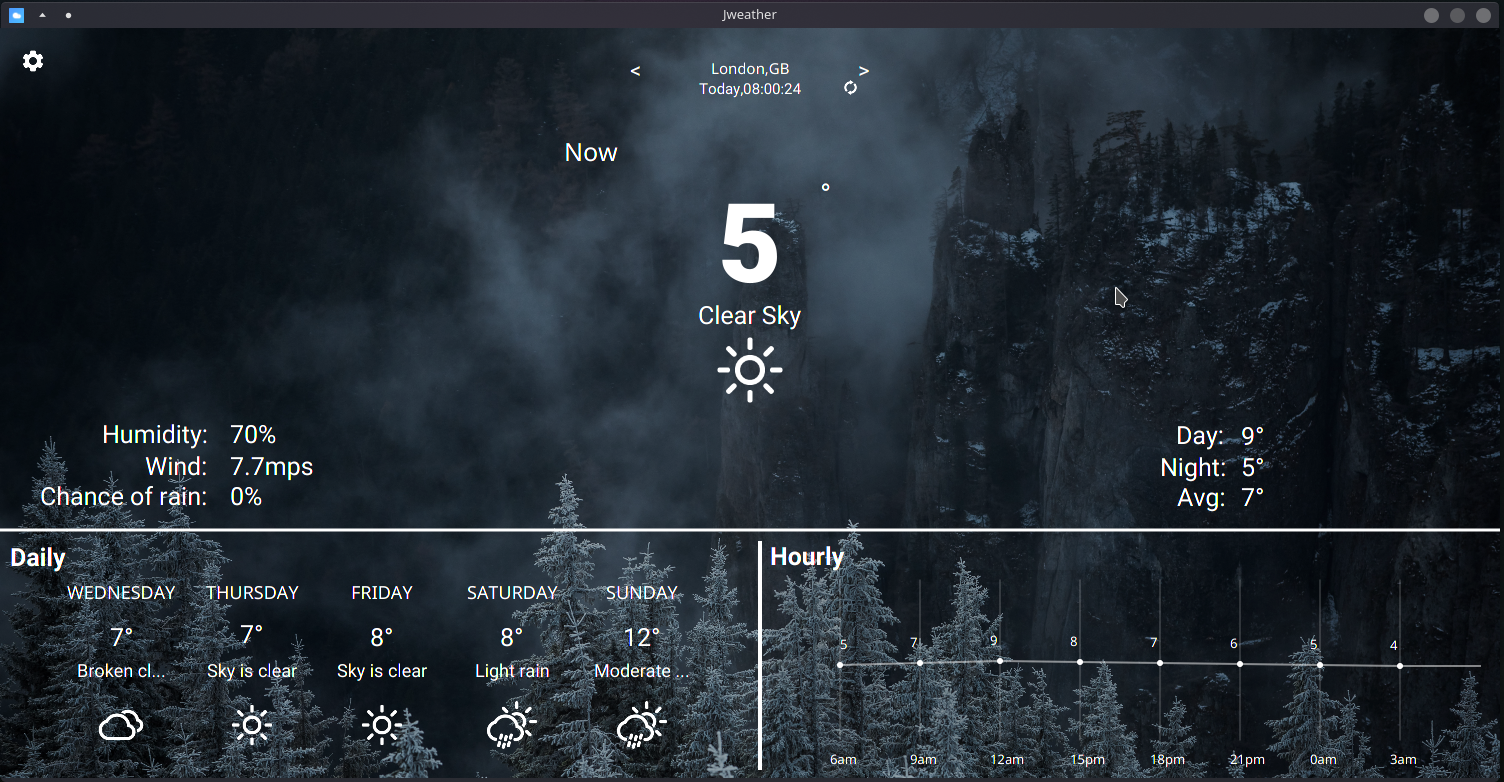 Jweather
< London,GB >
Today,08:00:24
Now
5°
Clear Sky
Humidity: 70%
Wind: 7.7mps
Chance of rain: 0%
Day: 9°
Night: 5°
Avg: 7°
Daily
WEDNESDAY THURSDAY FRIDAY SATURDAY SUNDAY
7° 7° 8° 8° 12°
Broken cl... Sky is clear Sky is clear Light rain Moderate ...
Hourly
5 7 9 8 7 6 5 4
6am 9am 12am 15pm 18pm 21pm 0am 3am